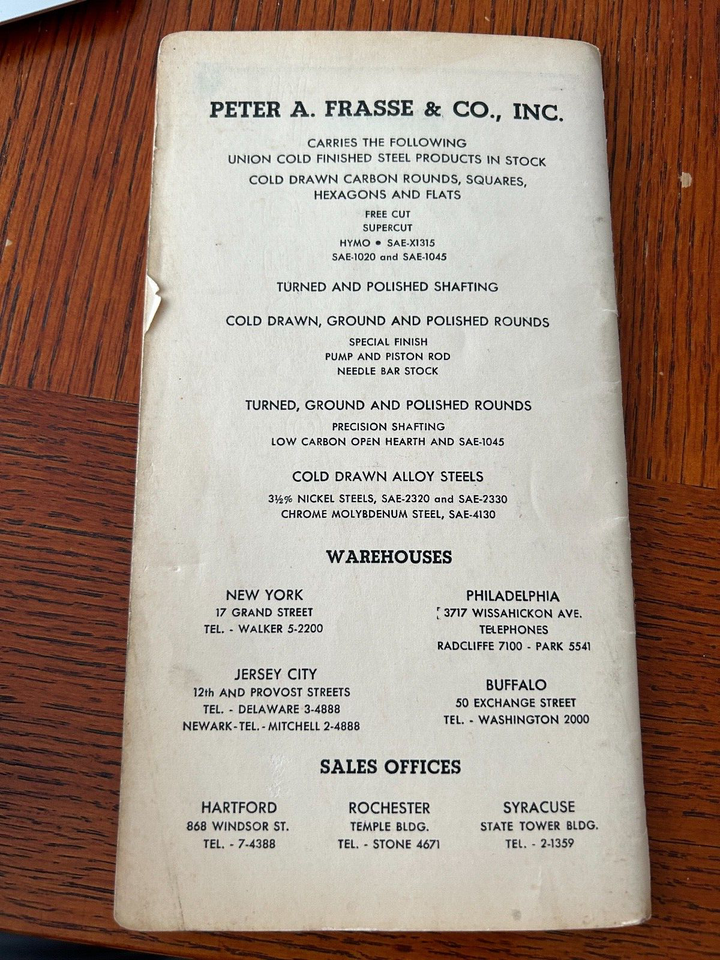 PETER A. FRASSE & CO., INC.
CARRIES THE FOLLOWING
UNION COLD FINISHED STEEL PRODUCTS IN STOCK
COLD DRAWN CARBON ROUNDS, SQUARES,
HEXAGONS AND FLATS
FREE CUT
SUPERCUT
HYMO • SAE-X1315
SAE-1020 and SAE-1045
TURNED AND POLISHED SHAFTING
COLD DRAWN, GROUND AND POLISHED ROUNDS
SPECIAL FINISH
PUMP AND PISTON ROD
NEEDLE BAR STOCK
TURNED, GROUND AND POLISHED ROUNDS
PRECISION SHAFTING
LOW CARBON OPEN HEARTH AND SAE-1045
COLD DRAWN ALLOY STEELS
3½% NICKEL STEELS, SAE-2320 and SAE-2330
CHROME MOLYBDENUM STEEL, SAE-4130
WAREHOUSES
NEW YORK
17 GRAND STREET
TEL. - WALKER 5-2200
PHILADELPHIA
3717 WISSAHICKON AVE.
TELEPHONES
RADCLIFFE 7100 - PARK 5541
JERSEY CITY
12th AND PROVOST STREETS
TEL. - DELAWARE 3-4888
NEWARK-TEL.-MITCHELL 2-4888
BUFFALO
50 EXCHANGE STREET
TEL. - WASHINGTON 2000
SALES OFFICES
HARTFORD
868 WINDSOR ST.
TEL. - 7-4388
ROCHESTER
TEMPLE BLDG.
TEL. - STONE 4671
SYRACUSE
STATE TOWER BLDG.
TEL. - 2-1359